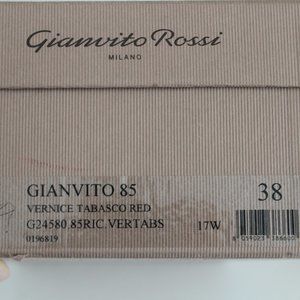 Gianvito Rossi
MILANO
GIANVITO 85
38
VERNICE TABASCO RED
G24580.85RIC.VERTABS
17W
0196819